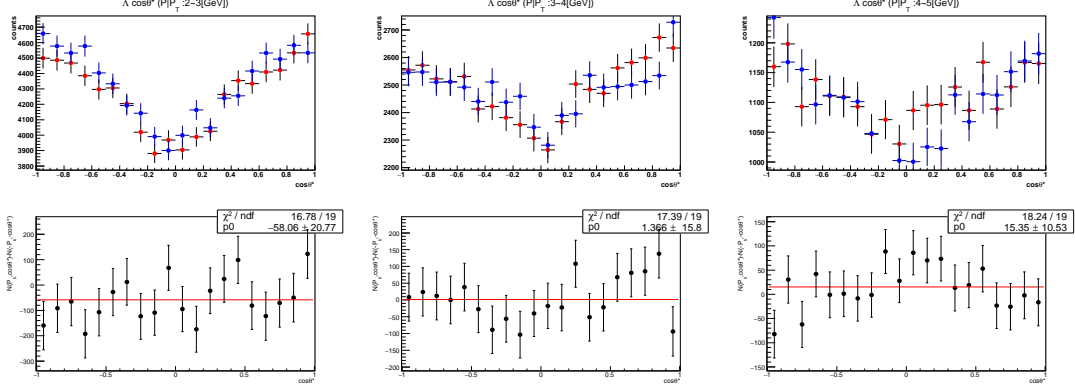 Λ cosθ* (P|P_T :2−3[GeV])
counts
4700
4600
4500
4400
4300
4200
4100
4000
3900
3800
−1 −0.8 −0.6 −0.4 −0.2 0 0.2 0.4 0.6 0.8 1
cosθ*
Λ cosθ* (P|P_T :3−4[GeV])
counts
2700
2600
2500
2400
2300
2200
−1 −0.8 −0.6 −0.4 −0.2 0 0.2 0.4 0.6 0.8 1
cosθ*
Λ cosθ* (P|P_T :4−5[GeV])
counts
1200
1150
1100
1050
1000
−1 −0.8 −0.6 −0.4 −0.2 0 0.2 0.4 0.6 0.8 1
cosθ*
χ² / ndf 16.78 / 19
p0 −58.06 ± 20.77
200
100
0
−100
−200
−300
−1 −0.5 0 0.5 1
cosθ*
χ² / ndf 17.39 / 19
p0 1.366 ± 15.8
200
150
100
50
0
−50
−100
−150
−200
−1 −0.5 0 0.5 1
cosθ*
χ² / ndf 18.24 / 19
p0 15.35 ± 10.53
150
100
50
0
−50
−100
−150
−1 −0.5 0 0.5 1
cosθ*